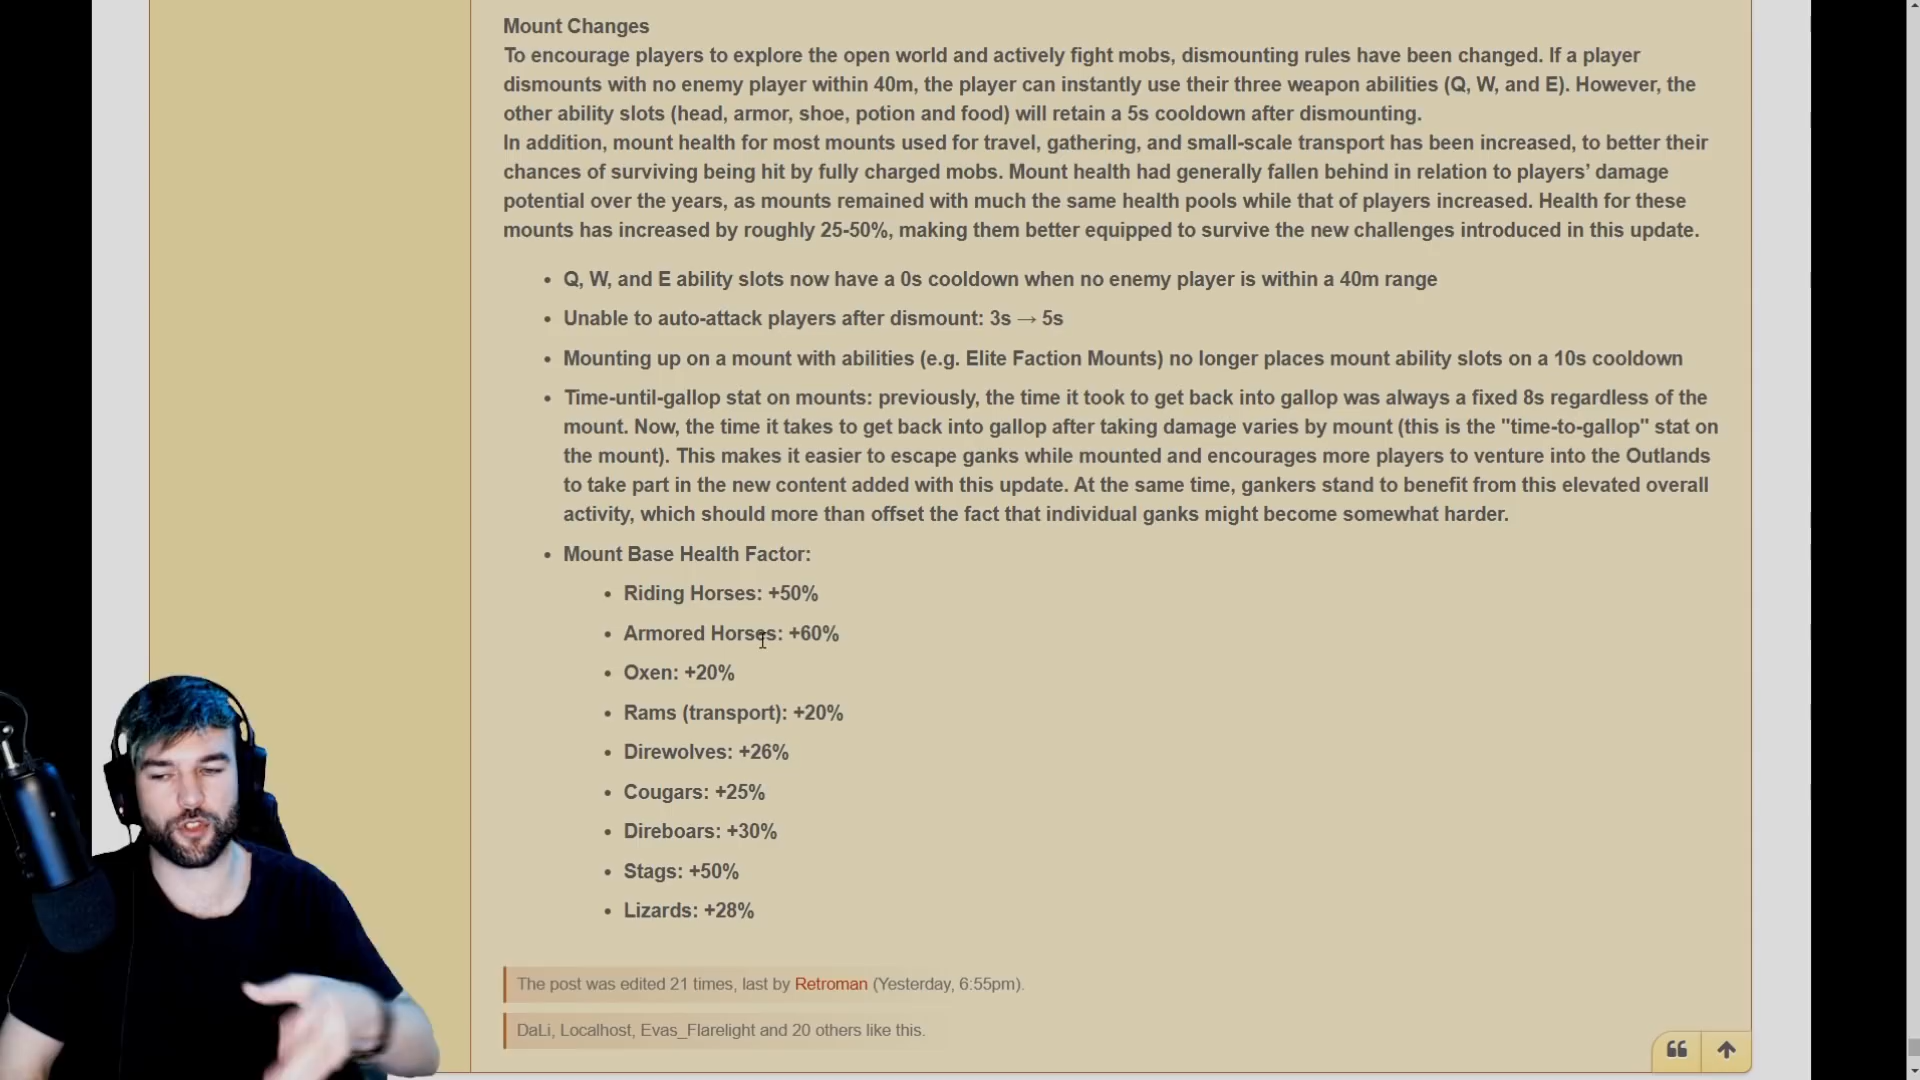 Mount Changes
To encourage players to explore the open world and actively fight mobs, dismounting rules have been changed. If a player
dismounts with no enemy player within 40m, the player can instantly use their three weapon abilities (Q, W, and E). However, the
other ability slots (head, armor, shoe, potion and food) will retain a 5s cooldown after dismounting.
In addition, mount health for most mounts used for travel, gathering, and small-scale transport has been increased, to better their
chances of surviving being hit by fully charged mobs. Mount health had generally fallen behind in relation to players’ damage
potential over the years, as mounts remained with much the same health pools while that of players increased. Health for these
mounts has increased by roughly 25-50%, making them better equipped to survive the new challenges introduced in this update.
• Q, W, and E ability slots now have a 0s cooldown when no enemy player is within a 40m range
• Unable to auto-attack players after dismount: 3s → 5s
• Mounting up on a mount with abilities (e.g. Elite Faction Mounts) no longer places mount ability slots on a 10s cooldown
• Time-until-gallop stat on mounts: previously, the time it took to get back into gallop was always a fixed 8s regardless of the
mount. Now, the time it takes to get back into gallop after taking damage varies by mount (this is the "time-to-gallop" stat on
the mount). This makes it easier to escape ganks while mounted and encourages more players to venture into the Outlands
to take part in the new content added with this update. At the same time, gankers stand to benefit from this elevated overall
activity, which should more than offset the fact that individual ganks might become somewhat harder.
• Mount Base Health Factor:
• Riding Horses: +50%
• Armored Horses: +60%
• Oxen: +20%
• Rams (transport): +20%
• Direwolves: +26%
• Cougars: +25%
• Direboars: +30%
• Stags: +50%
• Lizards: +28%
The post was edited 21 times, last by Retroman (Yesterday, 6:55pm).
DaLi, Localhost, Evas_Flarelight and 20 others like this.